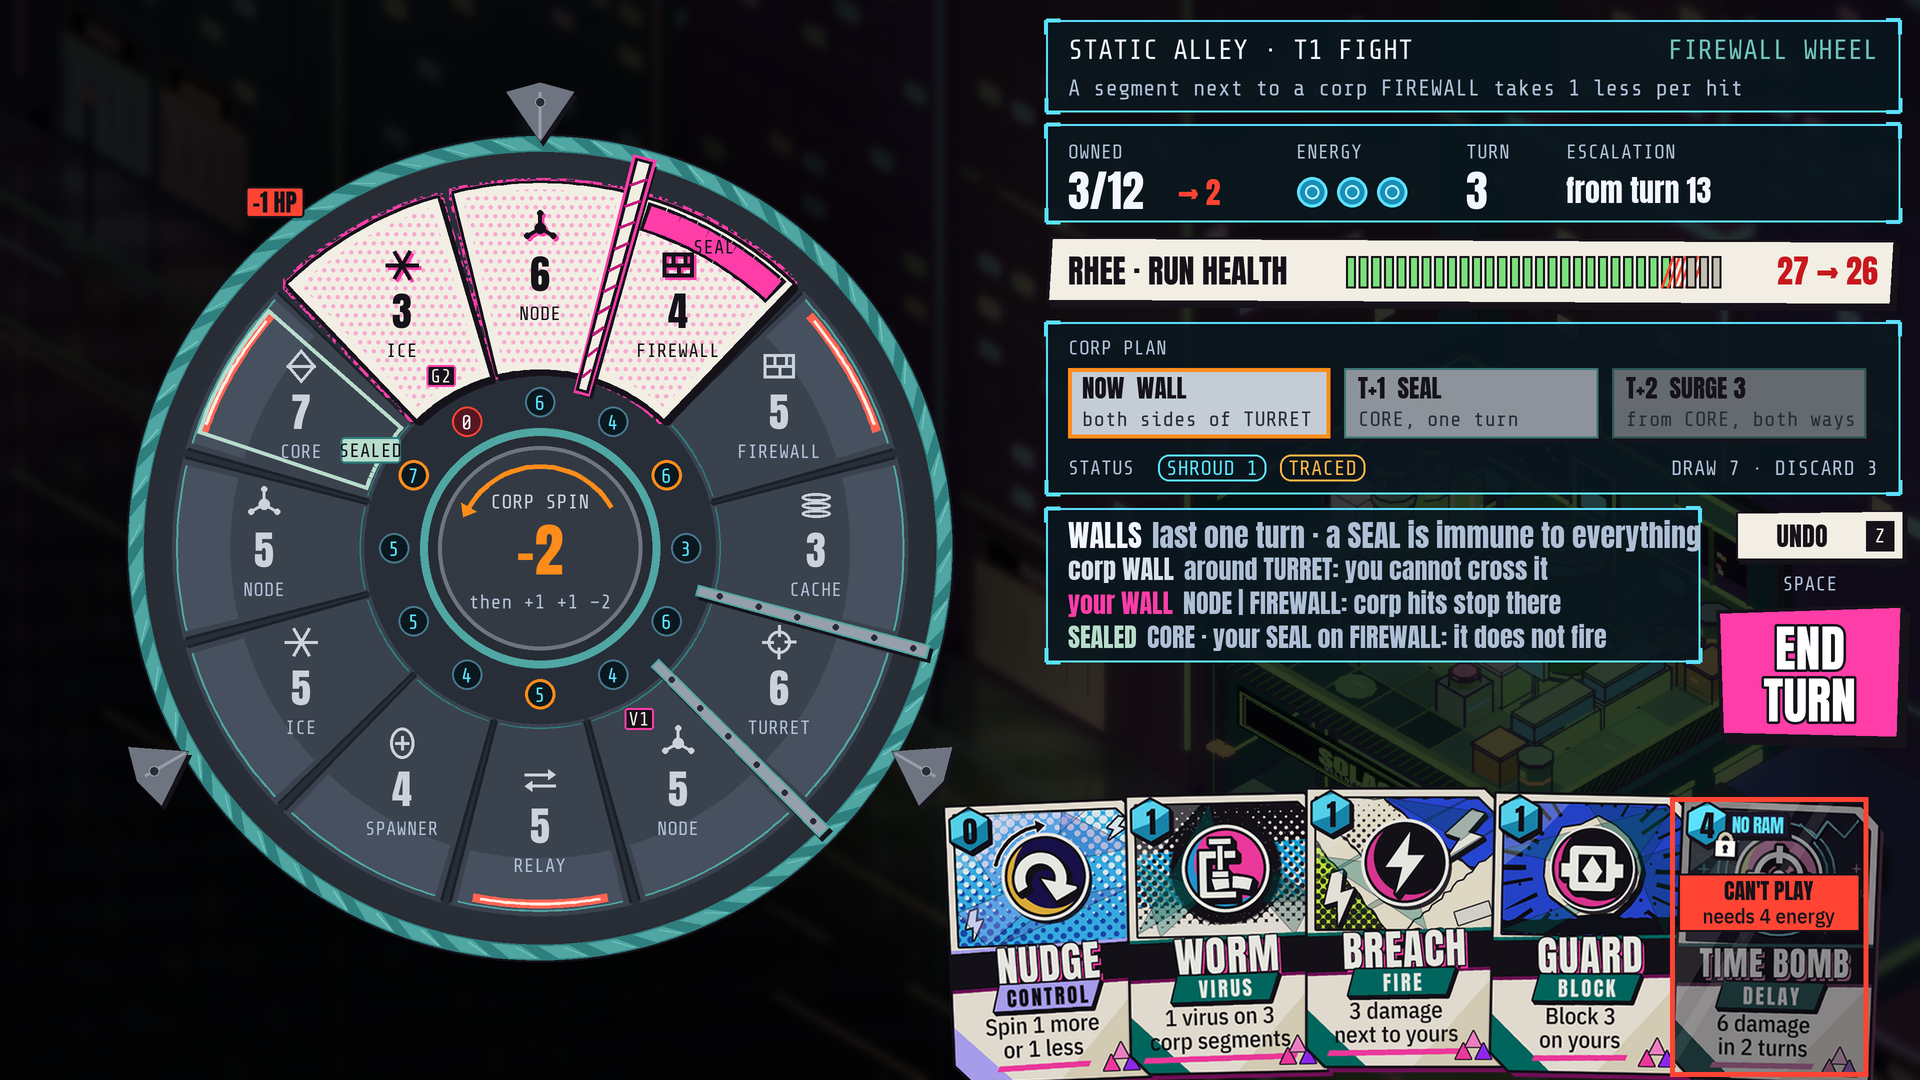 STATIC ALLEY · T1 FIGHT
FIREWALL WHEEL
A segment next to a corp FIREWALL takes 1 less per hit
OWNED
3/12 → 2
ENERGY
TURN
3
ESCALATION
from turn 13
RHEE · RUN HEALTH
27 → 26
CORP PLAN
NOW WALL
both sides of TURRET
T+1 SEAL
CORE, one turn
T+2 SURGE 3
from CORE, both ways
STATUS
SHROUD 1
TRACED
DRAW 7 · DISCARD 3
WALLS last one turn · a SEAL is immune to everything
corp WALL around TURRET: you cannot cross it
your WALL NODE | FIREWALL: corp hits stop there
SEALED CORE · your SEAL on FIREWALL: it does not fire
UNDO Z
SPACE
END
TURN
-1 HP
6
NODE
SEAL
4
FIREWALL
5
FIREWALL
3
CACHE
6
TURRET
5
NODE
V1
5
RELAY
4
SPAWNER
5
ICE
5
NODE
7
CORE
SEALED
3
ICE
G2
6
4
6
3
6
4
5
4
5
5
7
0
CORP SPIN
-2
then +1 +1 -2
0
NUDGE
CONTROL
Spin 1 more
or 1 less
1
WORM
VIRUS
1 virus on 3
corp segments
1
BREACH
FIRE
3 damage
next to yours
1
GUARD
BLOCK
Block 3
on yours
4
NO RAM
CAN'T PLAY
needs 4 energy
TIME BOMB
DELAY
6 damage
in 2 turns